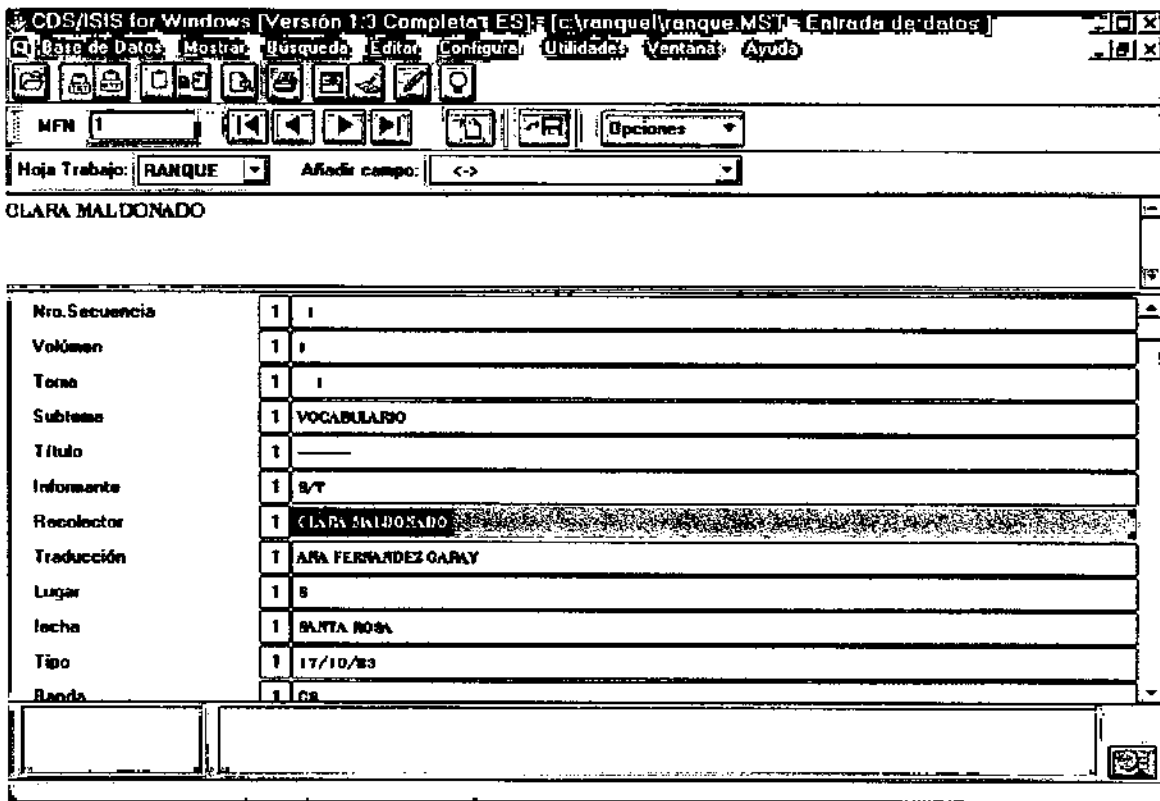 CDS/ISIS for Windows [Versión 1:3 Completa ES] = [c:\ranquel\ranque.MST = Entrada de datos ]
Base de Datos Mostrar Búsqueda Editar Configurar Utilidades Ventanas Ayuda
MFN 1 Opciones
Hoja Trabajo: RANQUE Añadir campo: <->
CLARA MALDONADO
Nro.Secuencia 1 1
Volúmen 1 1
Tema 1 1
Subtema 1 VOCABULARIO
Título 1 ———
Informante 1 S/T
Recolector 1 CLARA MALDONADO
Traducción 1 ANA FERNANDEZ GARAY
Lugar 1
fecha 1 SANTA ROSA
Tipo 1 17/10/83
Banda 1